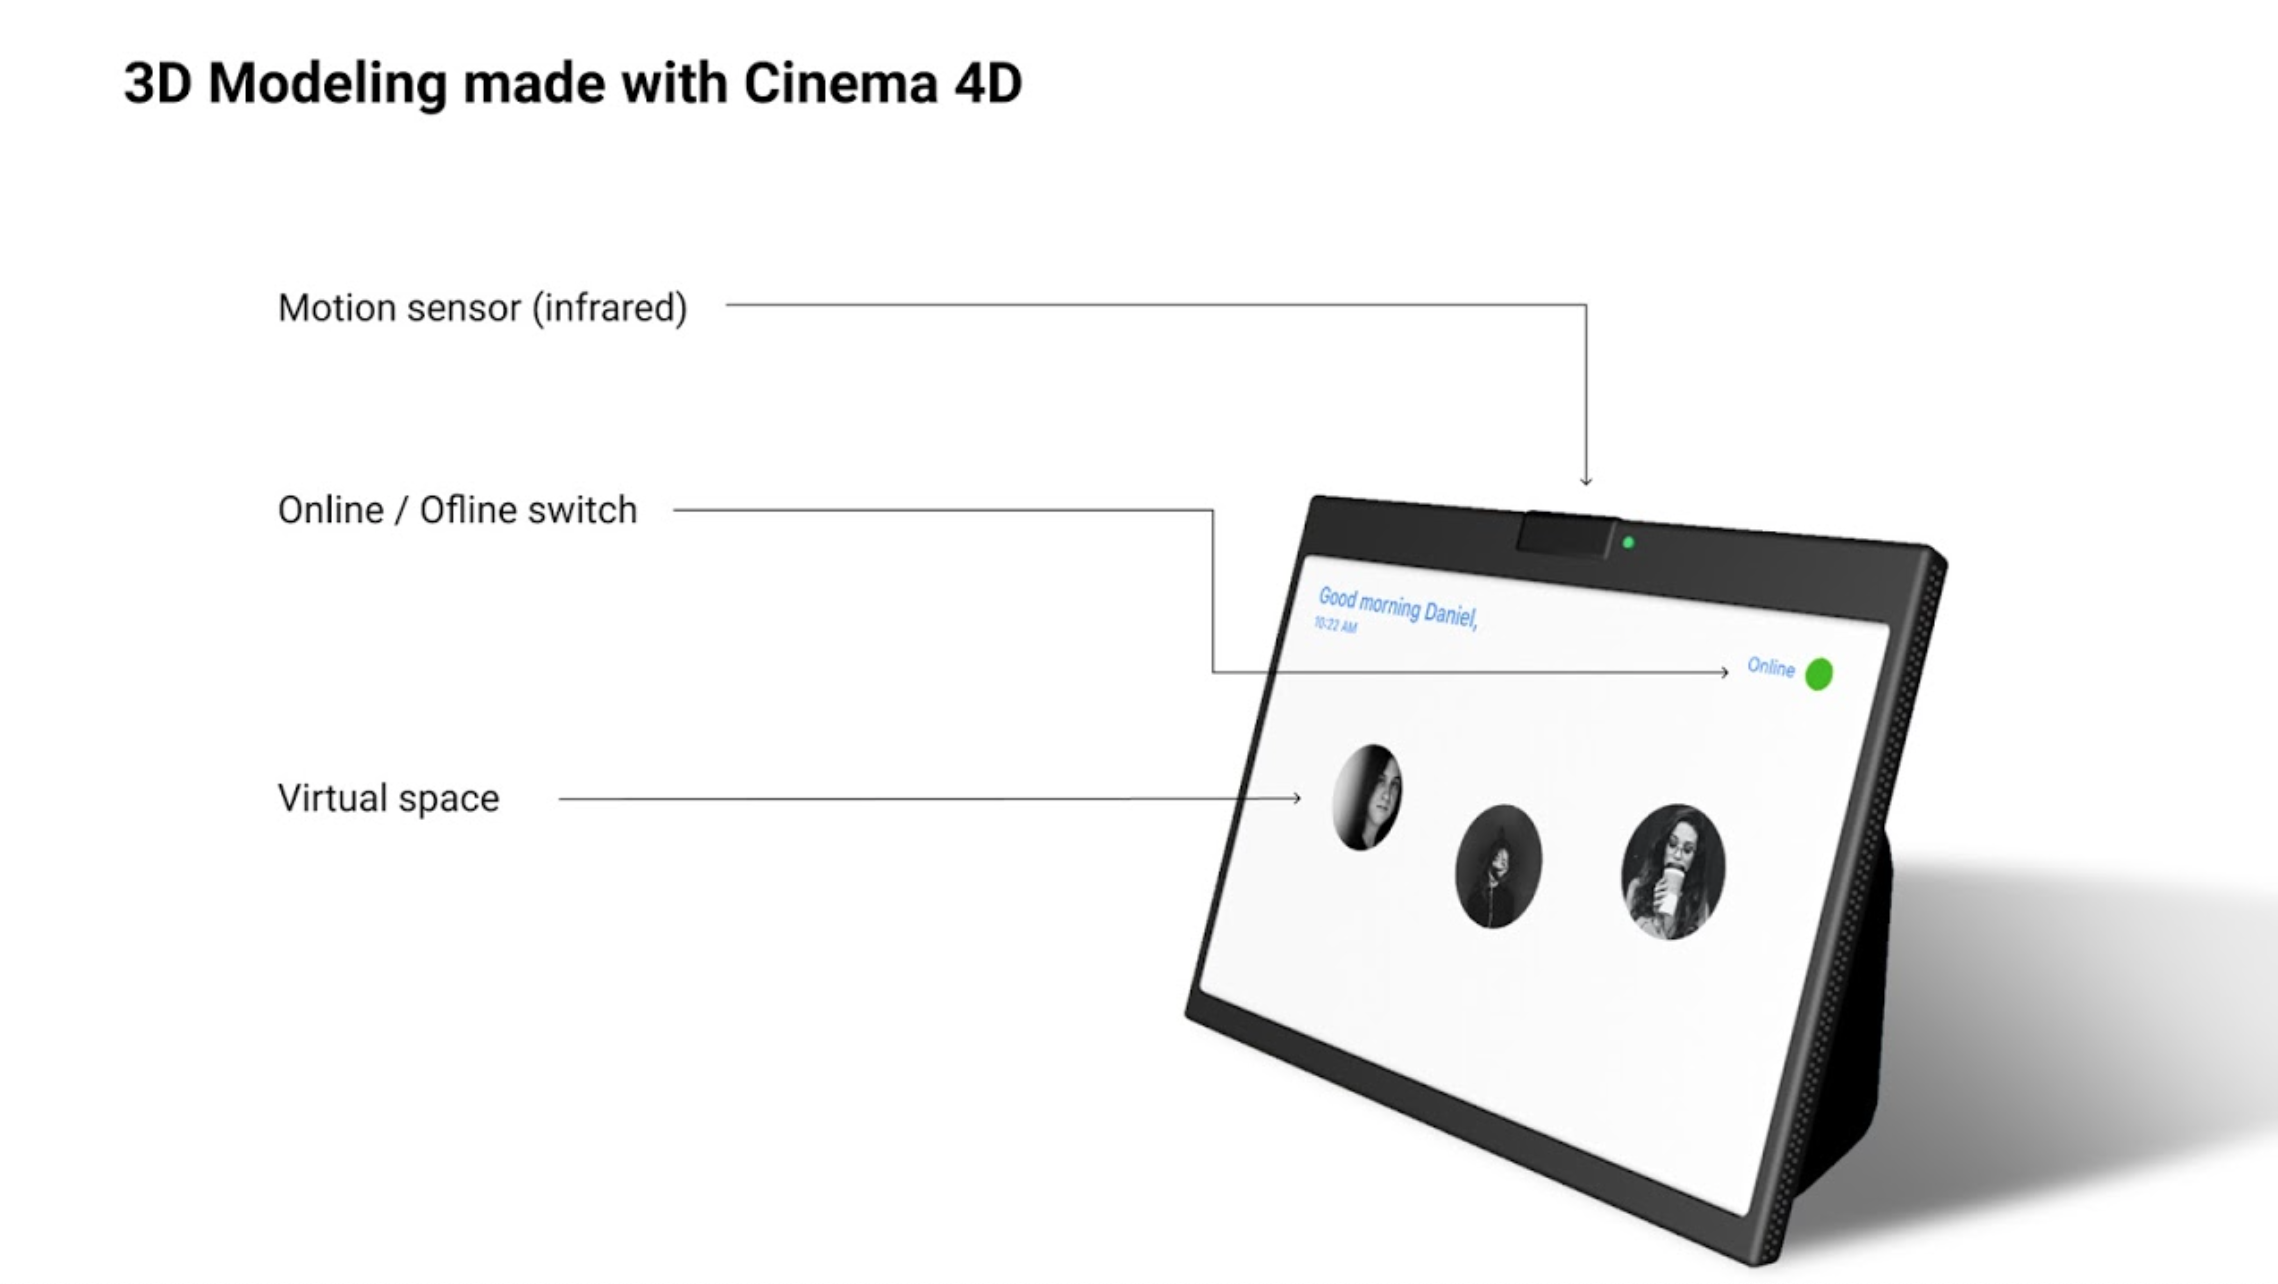 3D Modeling made with Cinema 4D
Motion sensor (infrared)
Online / Ofline switch
Good morning Daniel,
10:22 AM
Online
Virtual space